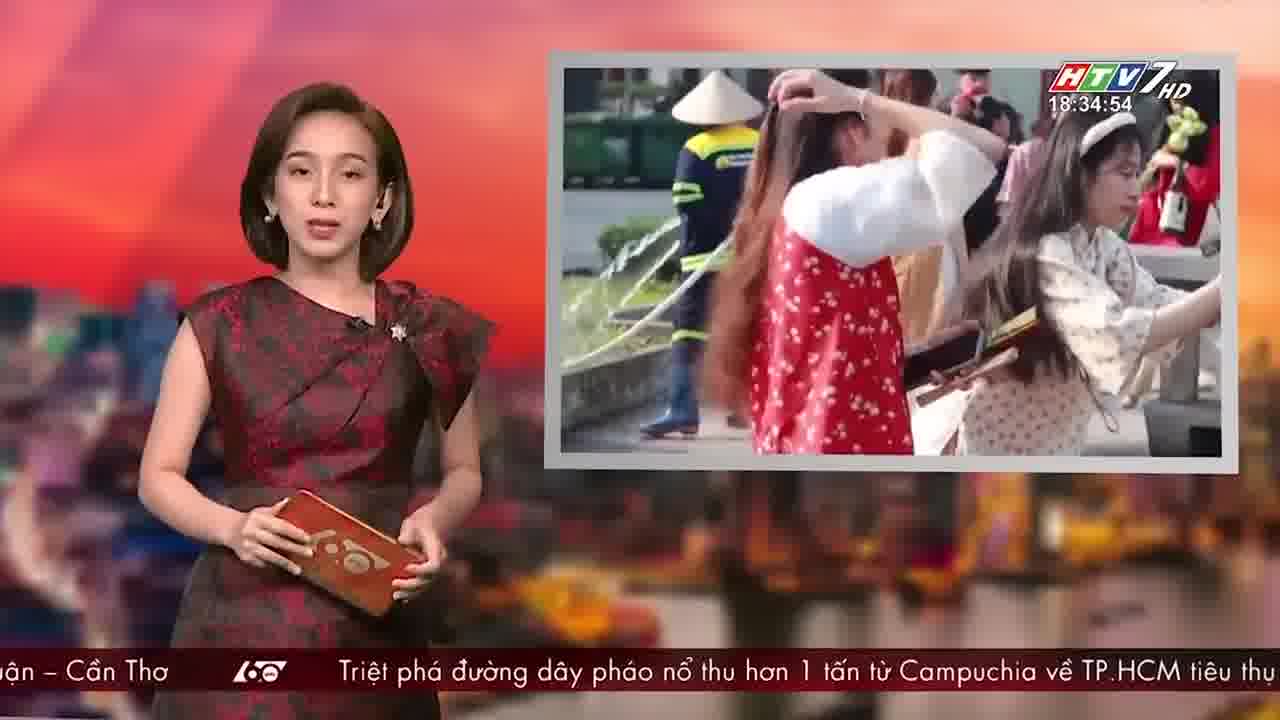 HTV7 HD
18:34:54
uận – Cần Thơ 60 Triệt phá đường dây pháo nổ thu hơn 1 tấn từ Campuchia về TP.HCM tiêu thụ